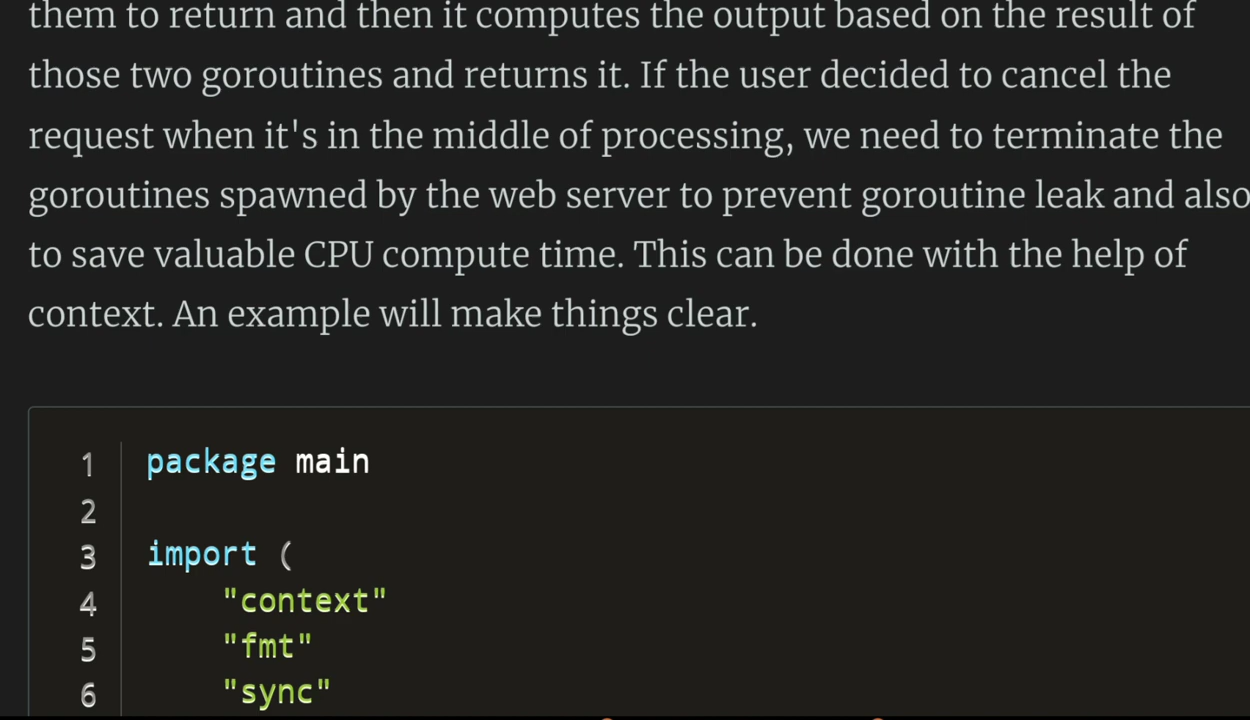 them to return and then it computes the output based on the result of
those two goroutines and returns it. If the user decided to cancel the
request when it's in the middle of processing, we need to terminate the
goroutines spawned by the web server to prevent goroutine leak and also
to save valuable CPU compute time. This can be done with the help of
context. An example will make things clear.
1 package main
2
3 import (
4 "context"
5 "fmt"
6 "sync"